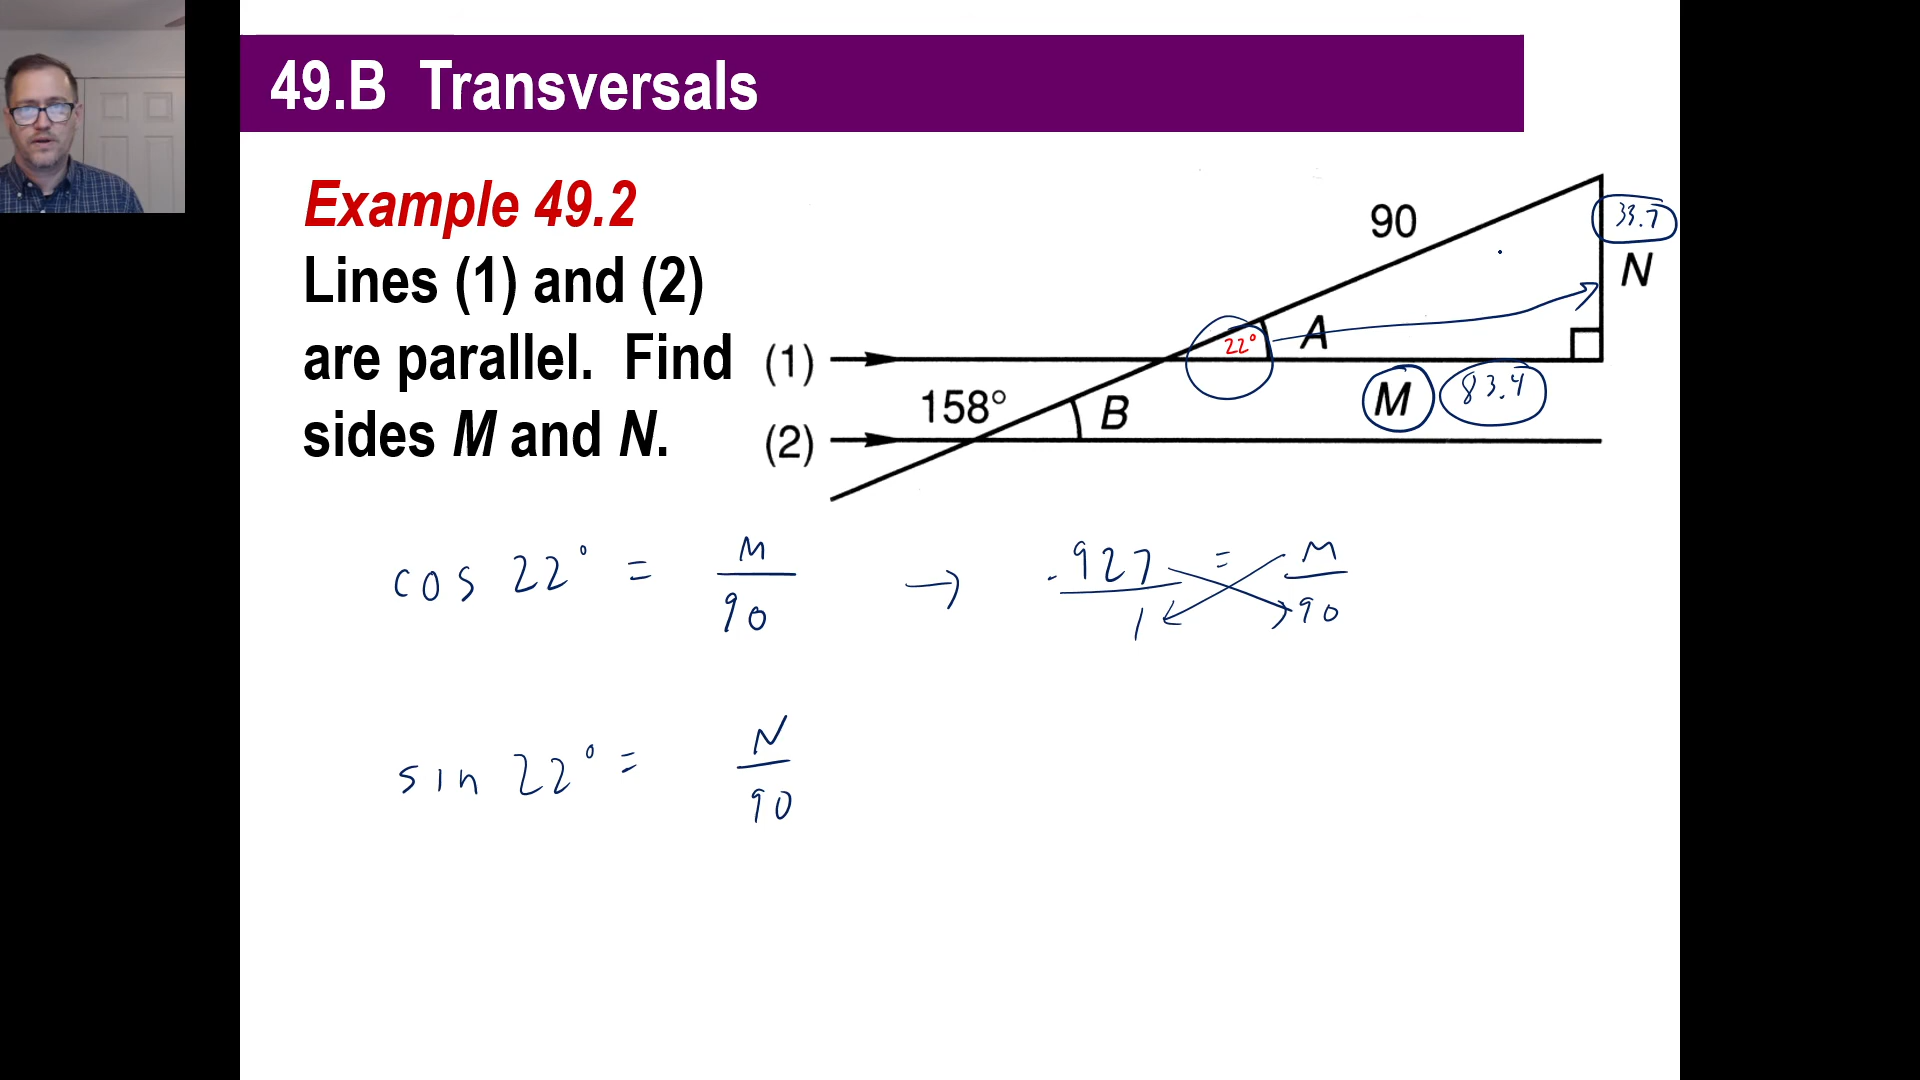 49.B Transversals
Example 49.2
Lines (1) and (2)
are parallel. Find
sides M and N.
90
33.7
N
22°
A
(1)
M
83.4
158°
B
(2)
cos 22° = M/90 → .927/1 = M/90
sin 22° = N/90